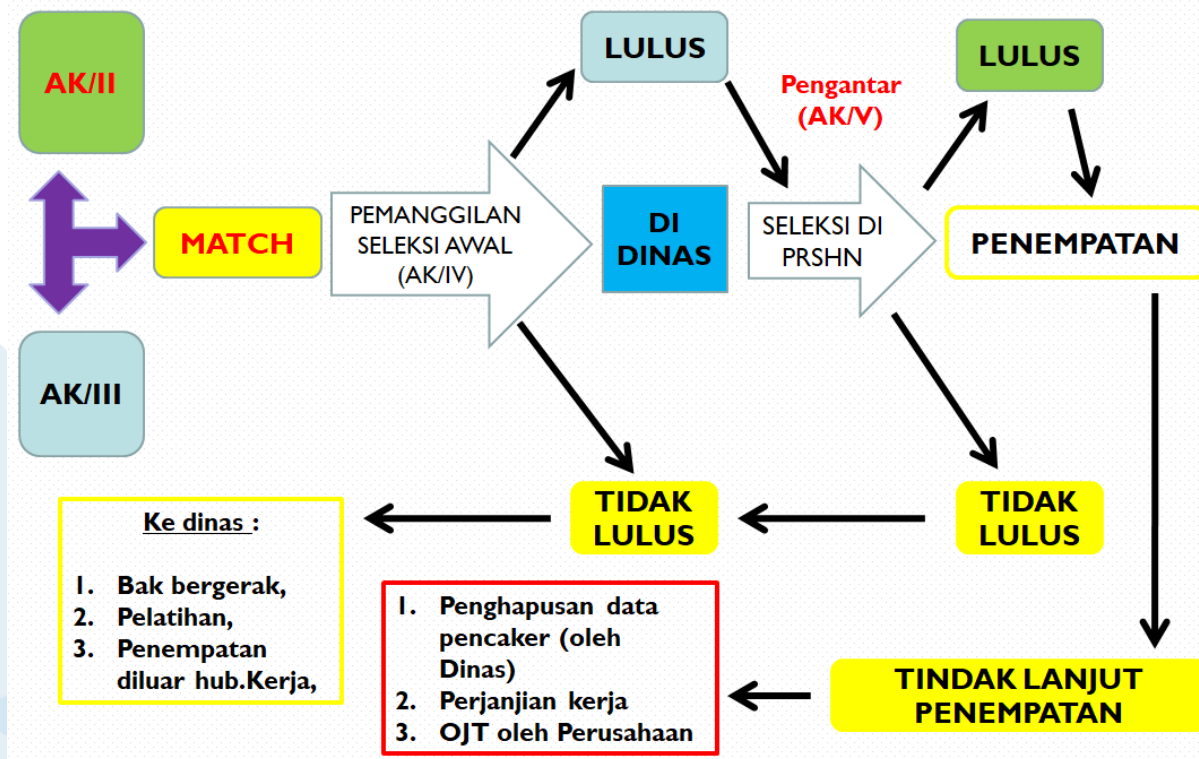 AK/II
AK/III
MATCH
PEMANGGILAN
SELEKSI AWAL
(AK/IV)
LULUS
DI
DINAS
TIDAK
LULUS
Pengantar
(AK/V)
SELEKSI DI
PRSHN
LULUS
TIDAK
LULUS
PENEMPATAN
TINDAK LANJUT
PENEMPATAN
Ke dinas :
1. Bak bergerak,
2. Pelatihan,
3. Penempatan
diluar hub.Kerja,
1. Penghapusan data
pencaker (oleh
Dinas)
2. Perjanjian kerja
3. OJT oleh Perusahaan